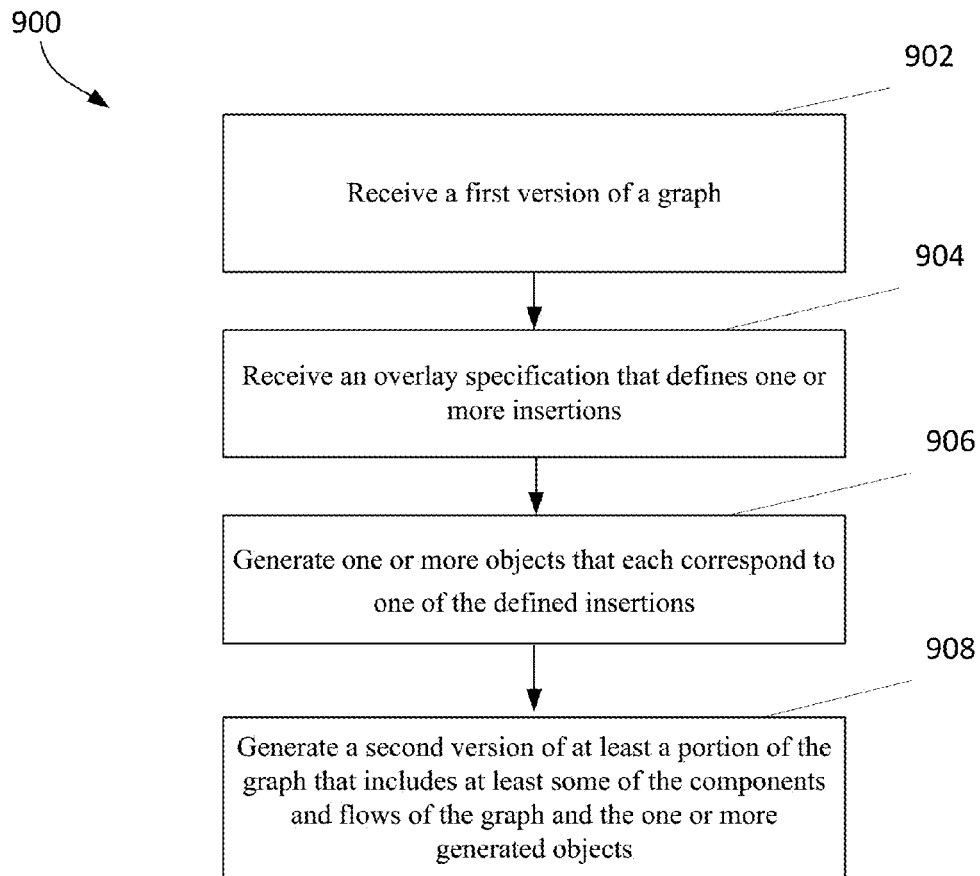 900
902
Receive a first version of a graph
904
Receive an overlay specification that defines one or
more insertions
906
Generate one or more objects that each correspond to
one of the defined insertions
908
Generate a second version of at least a portion of the
graph that includes at least some of the components
and flows of the graph and the one or more
generated objects